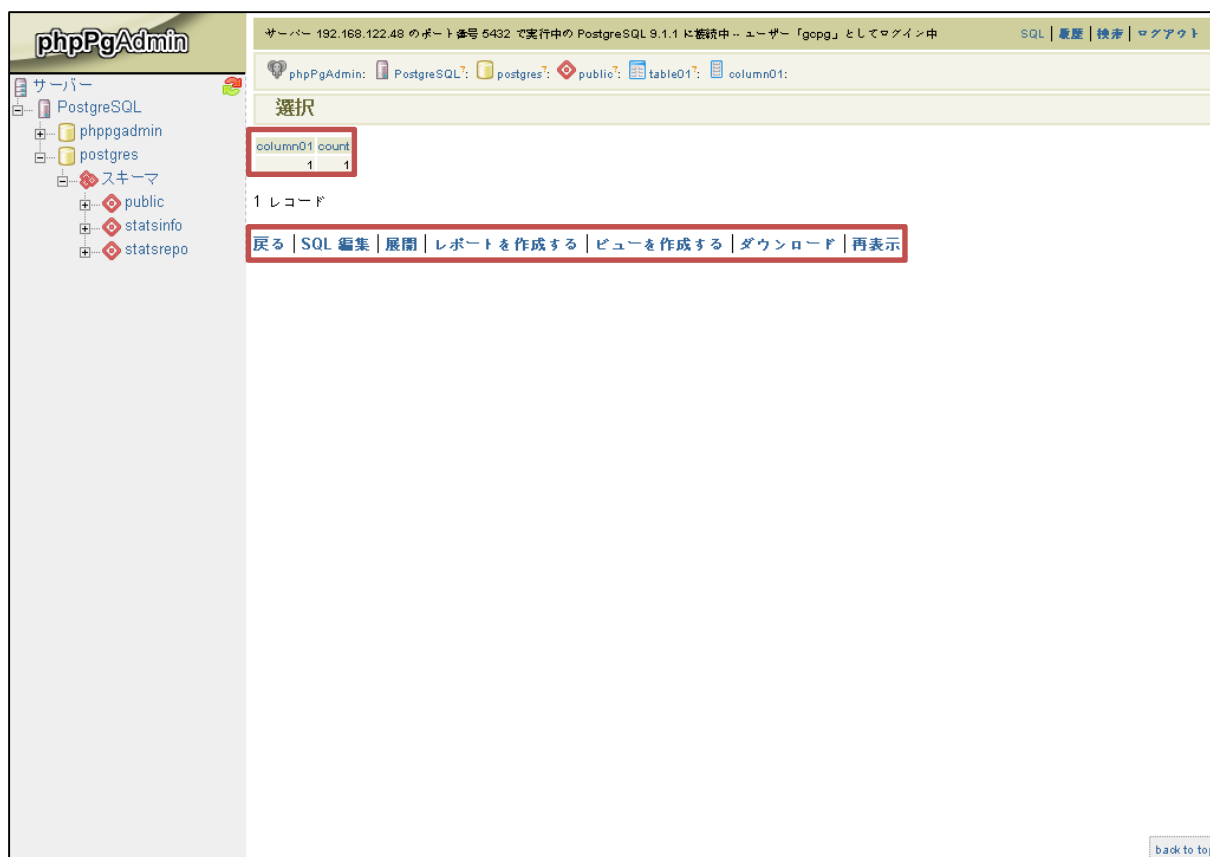 phpPgAdmin
サーバー 192.168.122.48 のポート番号 5432 で実行中の PostgreSQL 9.1.1 に接続中 -- ユーザー「gopg」としてログイン中
SQL | 履歴 | 検索 | ログアウト
phpPgAdmin: PostgreSQL?: postgres?: public?: table01?: column01:
サーバー
PostgreSQL
phppgadmin
postgres
スキーマ
public
statsinfo
statsrepo
選択
column01 count
1 1
1 レコード
戻る | SQL 編集 | 展開 | レポートを作成する | ビューを作成する | ダウンロード | 再表示
back to top